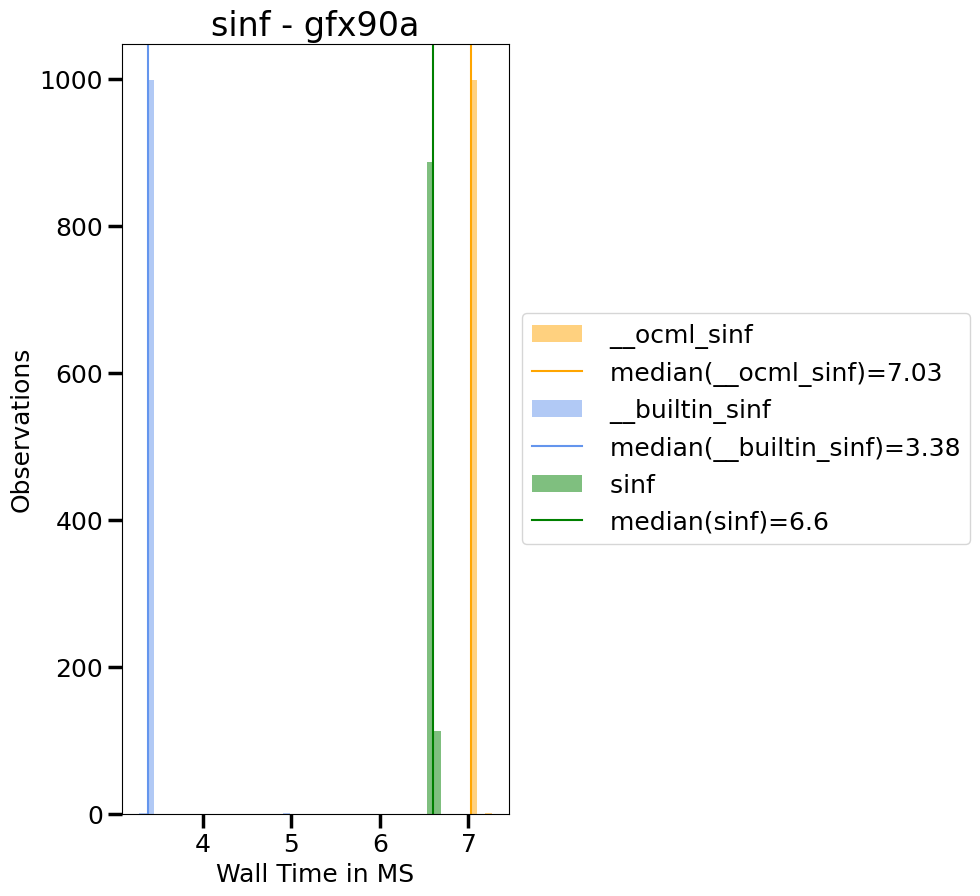 sinf - gfx90a
1000
800
600
400
200
0
Observations
4 5 6 7
Wall Time in MS
__ocml_sinf
median(__ocml_sinf)=7.03
__builtin_sinf
median(__builtin_sinf)=3.38
sinf
median(sinf)=6.6